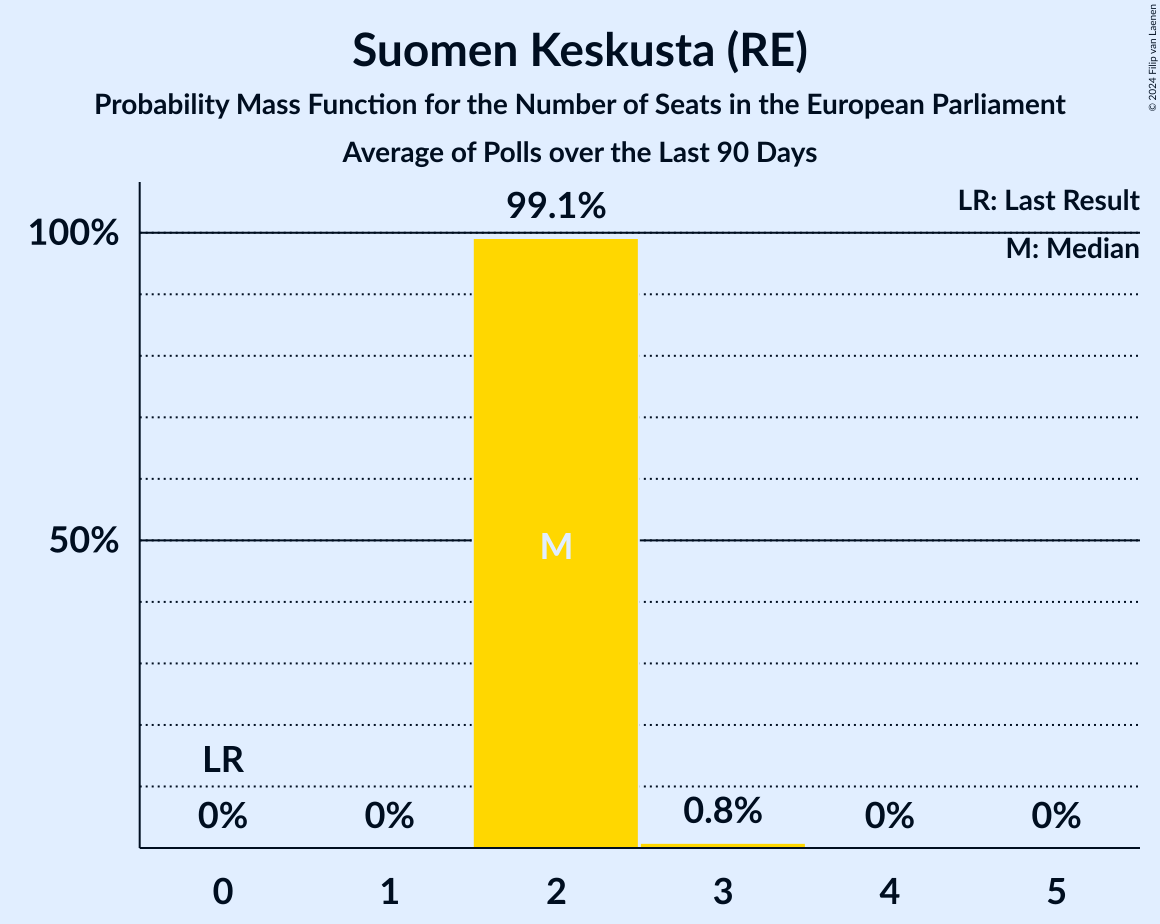 Suomen Keskusta (RE)
Probability Mass Function for the Number of Seats in the European Parliament
Average of Polls over the Last 90 Days
© 2024 Filip van Laenen
LR: Last Result
M: Median
99.1%
100%
50%
M
LR
0%
0%
0.8%
0%
0%
0
1
2
3
4
5